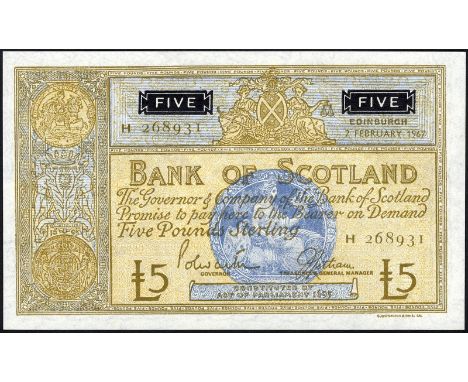 FIVE FIVE
H 268931 EDINBURGH
2 FEBRUARY 1967
BANK OF SCOTLAND
The Governor & Company of the Bank of Scotland
Promise to pay here to the Bearer on Demand
Five Pounds Sterling H 268931
GOVERNOR TREASURER & GENERAL MANAGER
£5 £5
CONSTITUTED BY
ACT OF PARLIAMENT 1695